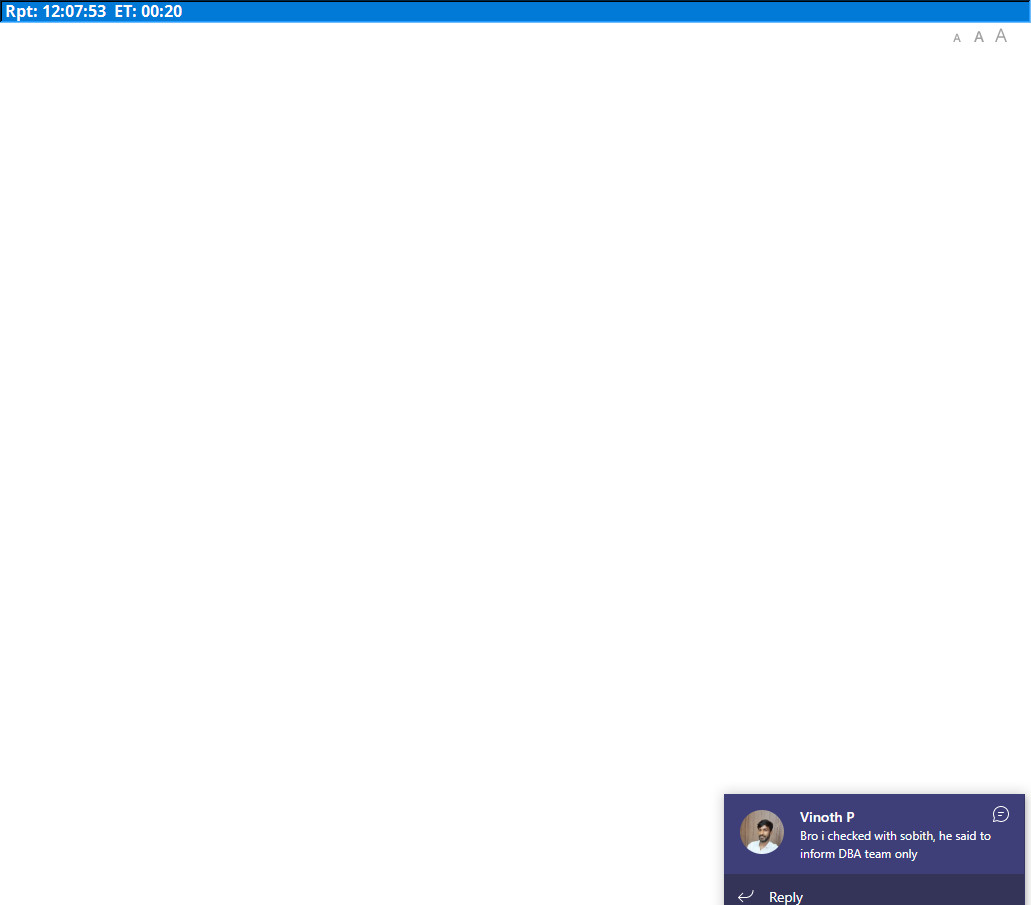 Rpt: 12:07:53 ET: 00:20
A A A
Vinoth P
Bro i checked with sobith, he said to
inform DBA team only
Reply